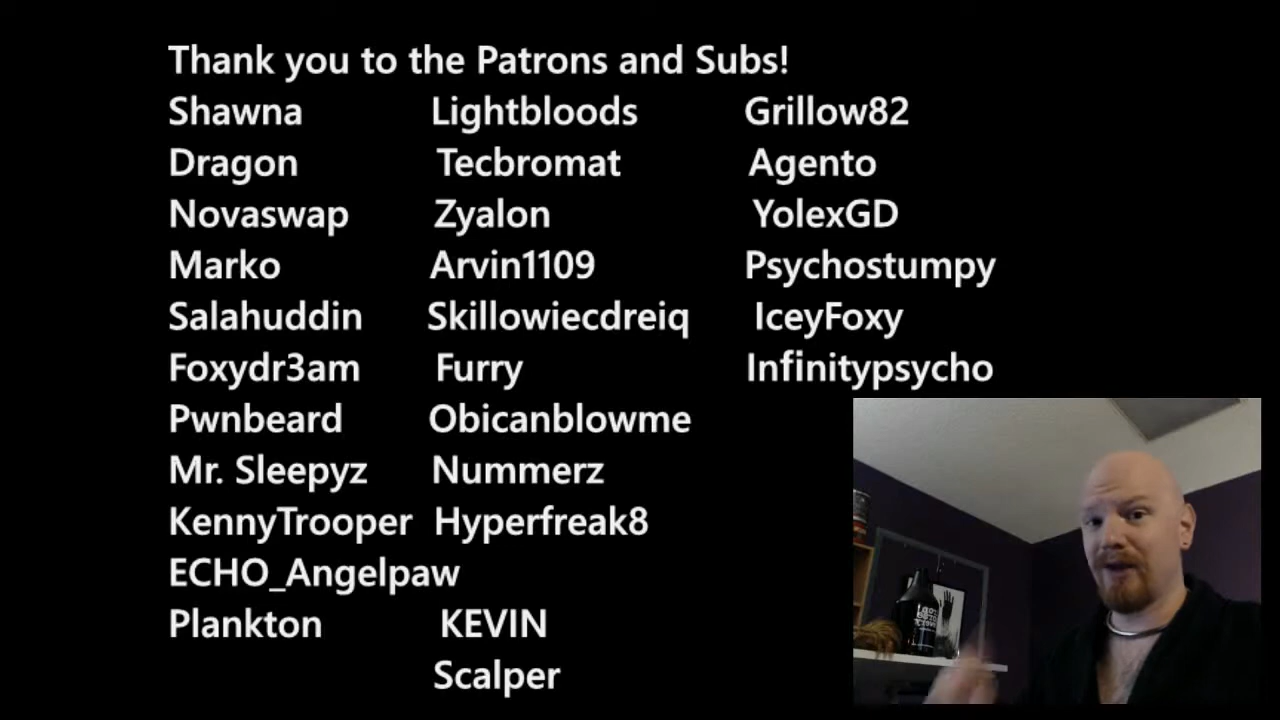 Thank you to the Patrons and Subs!
Shawna Lightbloods Grillow82
Dragon Tecbromat Agento
Novaswap Zyalon YolexGD
Marko Arvin1109 Psychostumpy
Salahuddin Skillowiecdreiq IceyFoxy
Foxydr3am Furry Infinitypsycho
Pwnbeard Obicanblowme
Mr. Sleepyz Nummerz
KennyTrooper Hyperfreak8
ECHO_Angelpaw
Plankton KEVIN
Scalper